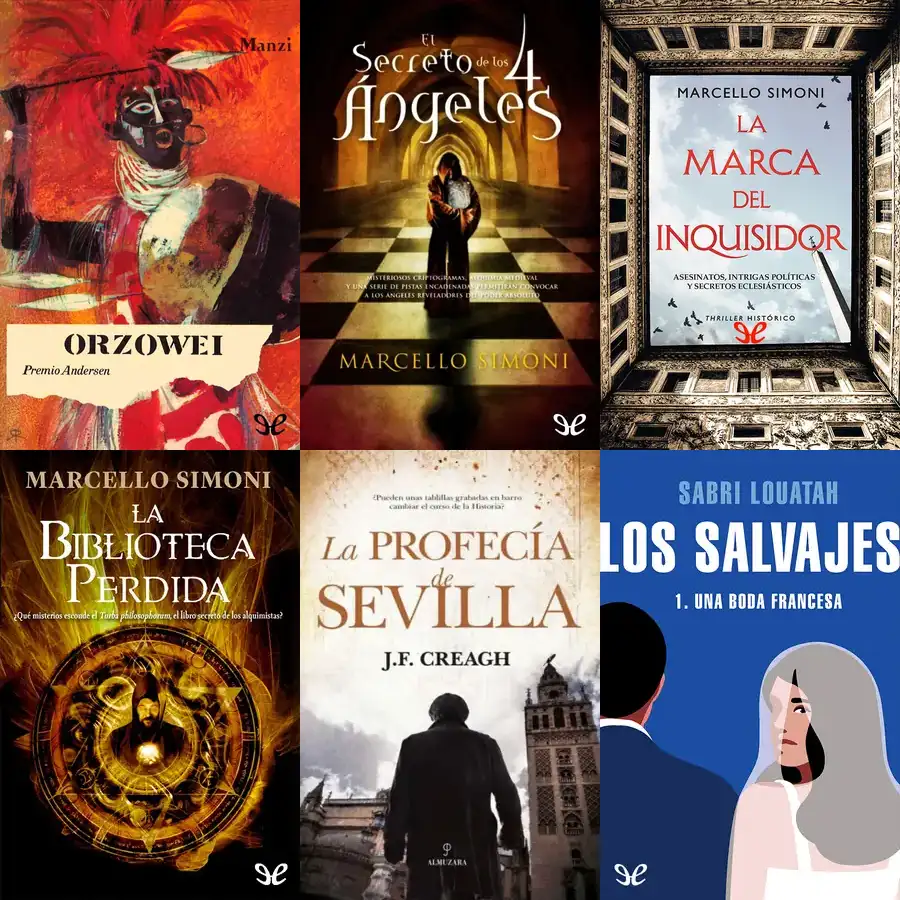 Manzi
ORZOWEI
Premio Andersen
El
Secreto de los 4
Ángeles
MISTERIOSOS CRIPTOGRAMAS, ALQUIMIA MEDIEVAL
Y UNA SERIE DE PISTAS ENCADENADAS PERMITIRÁN CONVOCAR
A LOS ÁNGELES REVELADORES DEL PODER ABSOLUTO
MARCELLO SIMONI
MARCELLO SIMONI
LA
MARCA
DEL
INQUISIDOR
ASESINATOS, INTRIGAS POLÍTICAS
Y SECRETOS ECLESIÁSTICOS
THRILLER HISTÓRICO
MARCELLO SIMONI
LA
BIBLIOTECA
PERDIDA
¿Qué misterios esconde el Turba philosophorum, el libro secreto de los alquimistas?
¿Pueden unas tablillas grabadas en barro
cambiar el curso de la Historia?
La PROFECÍA
de
SEVILLA
J.F. CREAGH
ALMUZARA
SABRI LOUATAH
LOS SALVAJES
1. UNA BODA FRANCESA